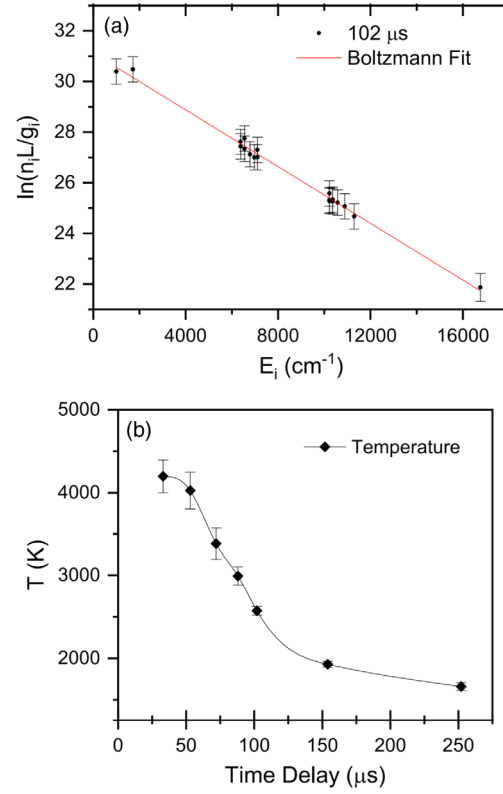 (a)
102 μs
Boltzmann Fit
ln(nᵢL/gᵢ)
32
30
28
26
24
22
0 4000 8000 12000 16000
Eᵢ (cm⁻¹)
(b)
Temperature
T (K)
5000
4000
3000
2000
1000
0 50 100 150 200 250
Time Delay (μs)